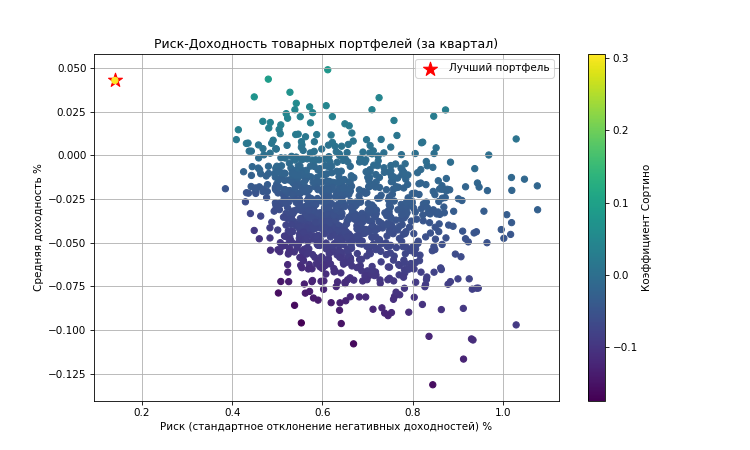 Риск-Доходность товарных портфелей (за квартал)
Лучший портфель
Средняя доходность %
0.050
0.025
0.000
−0.025
−0.050
−0.075
−0.100
−0.125
0.2 0.4 0.6 0.8 1.0
Риск (стандартное отклонение негативных доходностей) %
0.3
0.2
0.1
0.0
−0.1
Коэффициент Сортино